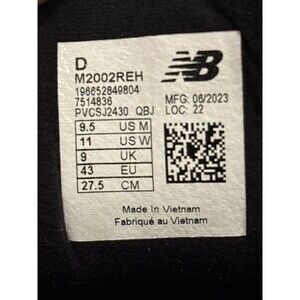 D
M2002REH
196652849804
7514836
PVCSJ2430 QBJ
NB
MFG: 06/2023
LOC: 22
9.5 US M
11 US W
9 UK
43 EU
27.5 CM
Made In Vietnam
Fabriqué au Vietnam